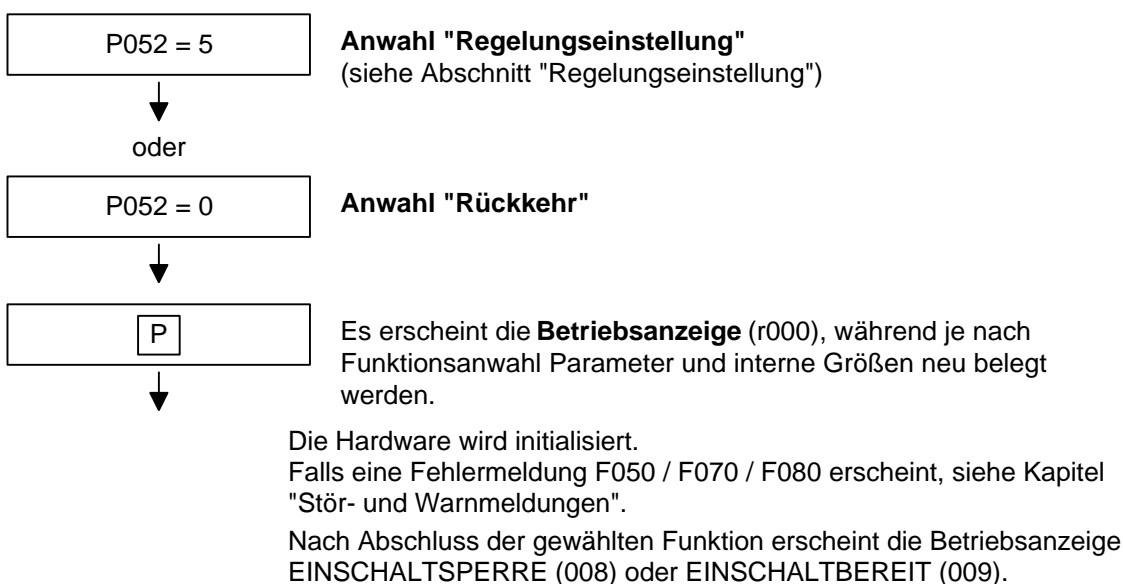 P052 = 5
Anwahl "Regelungseinstellung"
(siehe Abschnitt "Regelungseinstellung")
oder
P052 = 0
Anwahl "Rückkehr"
P
Es erscheint die Betriebsanzeige (r000), während je nach
Funktionsanwahl Parameter und interne Größen neu belegt
werden.
Die Hardware wird initialisiert.
Falls eine Fehlermeldung F050 / F070 / F080 erscheint, siehe Kapitel
"Stör- und Warnmeldungen".
Nach Abschluss der gewählten Funktion erscheint die Betriebsanzeige
EINSCHALTSPERRE (008) oder EINSCHALTBEREIT (009).